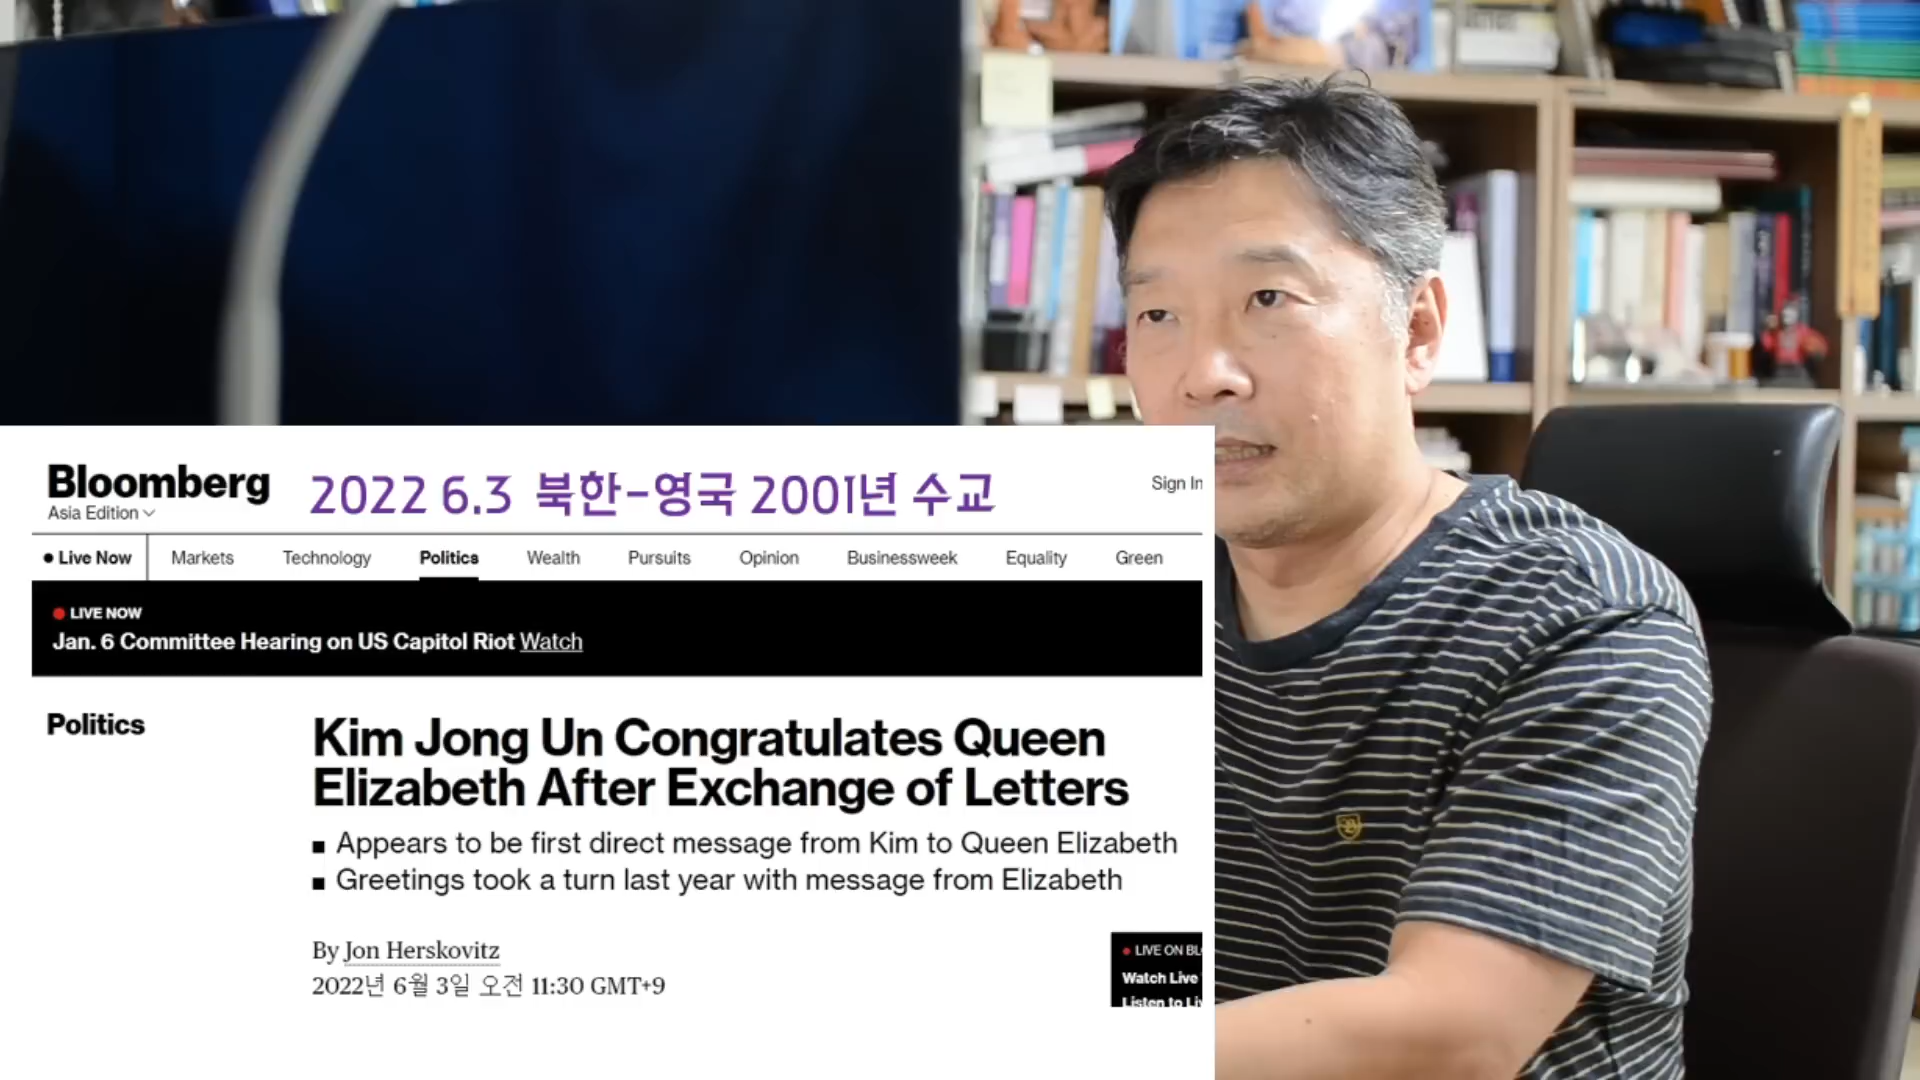 Bloomberg
2022 6.3 북한-영국 2001년 수교
Sign In
Asia Edition
Live Now
Markets
Technology
Politics
Wealth
Pursuits
Opinion
Businessweek
Equality
Green
LIVE NOW
Jan. 6 Committee Hearing on US Capitol Riot Watch
Politics
Kim Jong Un Congratulates Queen
Elizabeth After Exchange of Letters
Appears to be first direct message from Kim to Queen Elizabeth
Greetings took a turn last year with message from Elizabeth
By Jon Herskovitz
2022년 6월 3일 오전 11:30 GMT+9
LIVE ON
Watch Live
Listen to